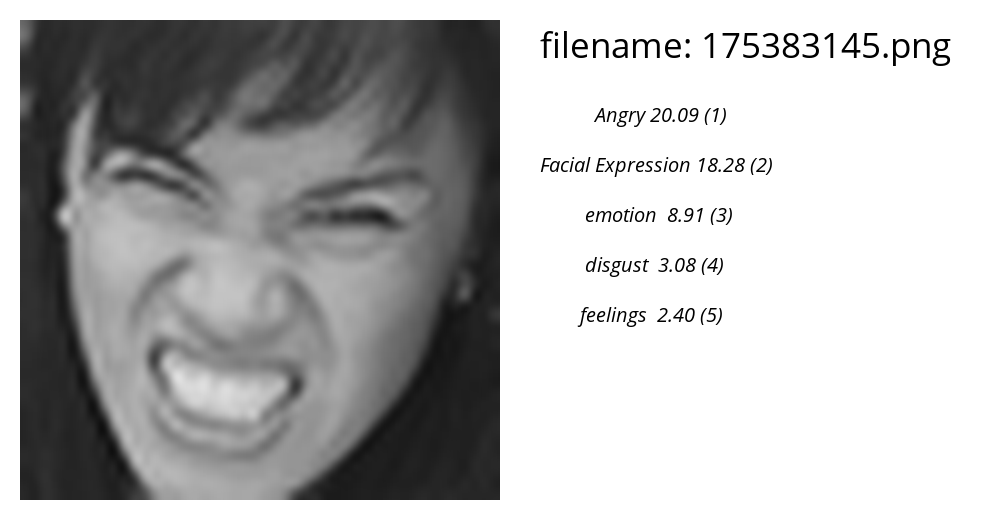 filename: 175383145.png
Angry 20.09 (1)
Facial Expression 18.28 (2)
emotion 8.91 (3)
disgust 3.08 (4)
feelings 2.40 (5)